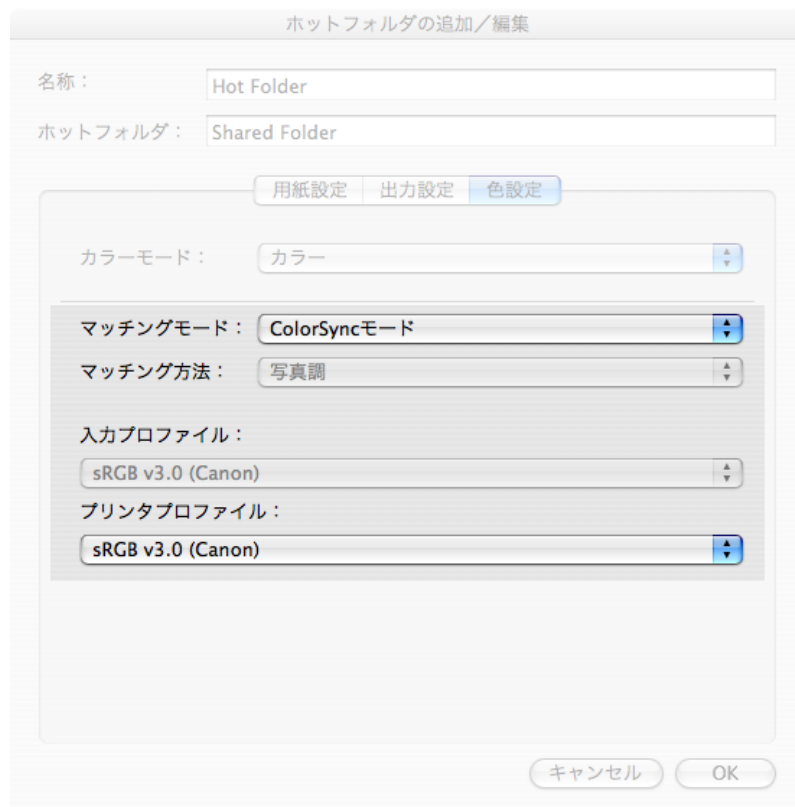 ホットフォルダの追加／編集
名称： Hot Folder
ホットフォルダ： Shared Folder
用紙設定 出力設定 色設定
カラーモード： カラー
マッチングモード： ColorSyncモード
マッチング方法： 写真調
入力プロファイル：
sRGB v3.0 (Canon)
プリンタプロファイル：
sRGB v3.0 (Canon)
キャンセル OK